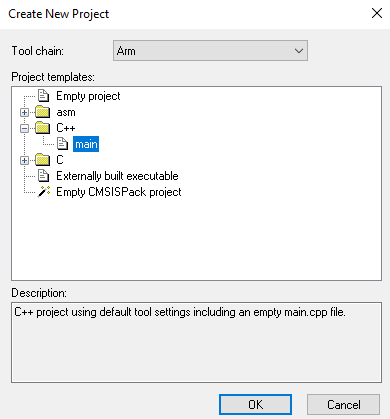 Create New Project
Tool chain: Arm
Project templates:
Empty project
asm
C++
main
C
Externally built executable
Empty CMSISPack project
Description:
C++ project using default tool settings including an empty main.cpp file.
OK Cancel